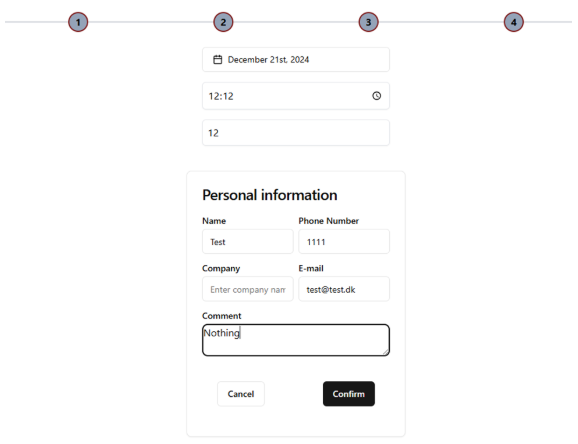 1 2 3 4
December 21st, 2024
12:12
12
Personal information
Name Phone Number
Test 1111
Company E-mail
Enter company nam test@test.dk
Comment
Nothing
Cancel Confirm